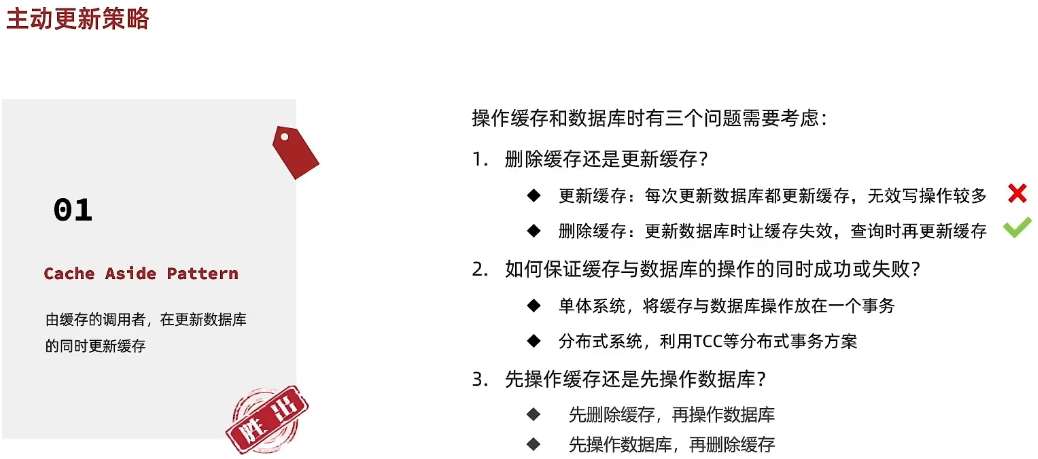 主动更新策略
01
Cache Aside Pattern
由缓存的调用者，在更新数据库
的同时更新缓存
胜出
操作缓存和数据库时有三个问题需要考虑：
1. 删除缓存还是更新缓存？
◆ 更新缓存：每次更新数据库都更新缓存，无效写操作较多
◆ 删除缓存：更新数据库时让缓存失效，查询时再更新缓存
2. 如何保证缓存与数据库的操作的同时成功或失败？
◆ 单体系统，将缓存与数据库操作放在一个事务
◆ 分布式系统，利用TCC等分布式事务方案
3. 先操作缓存还是先操作数据库？
◆ 先删除缓存，再操作数据库
◆ 先操作数据库，再删除缓存